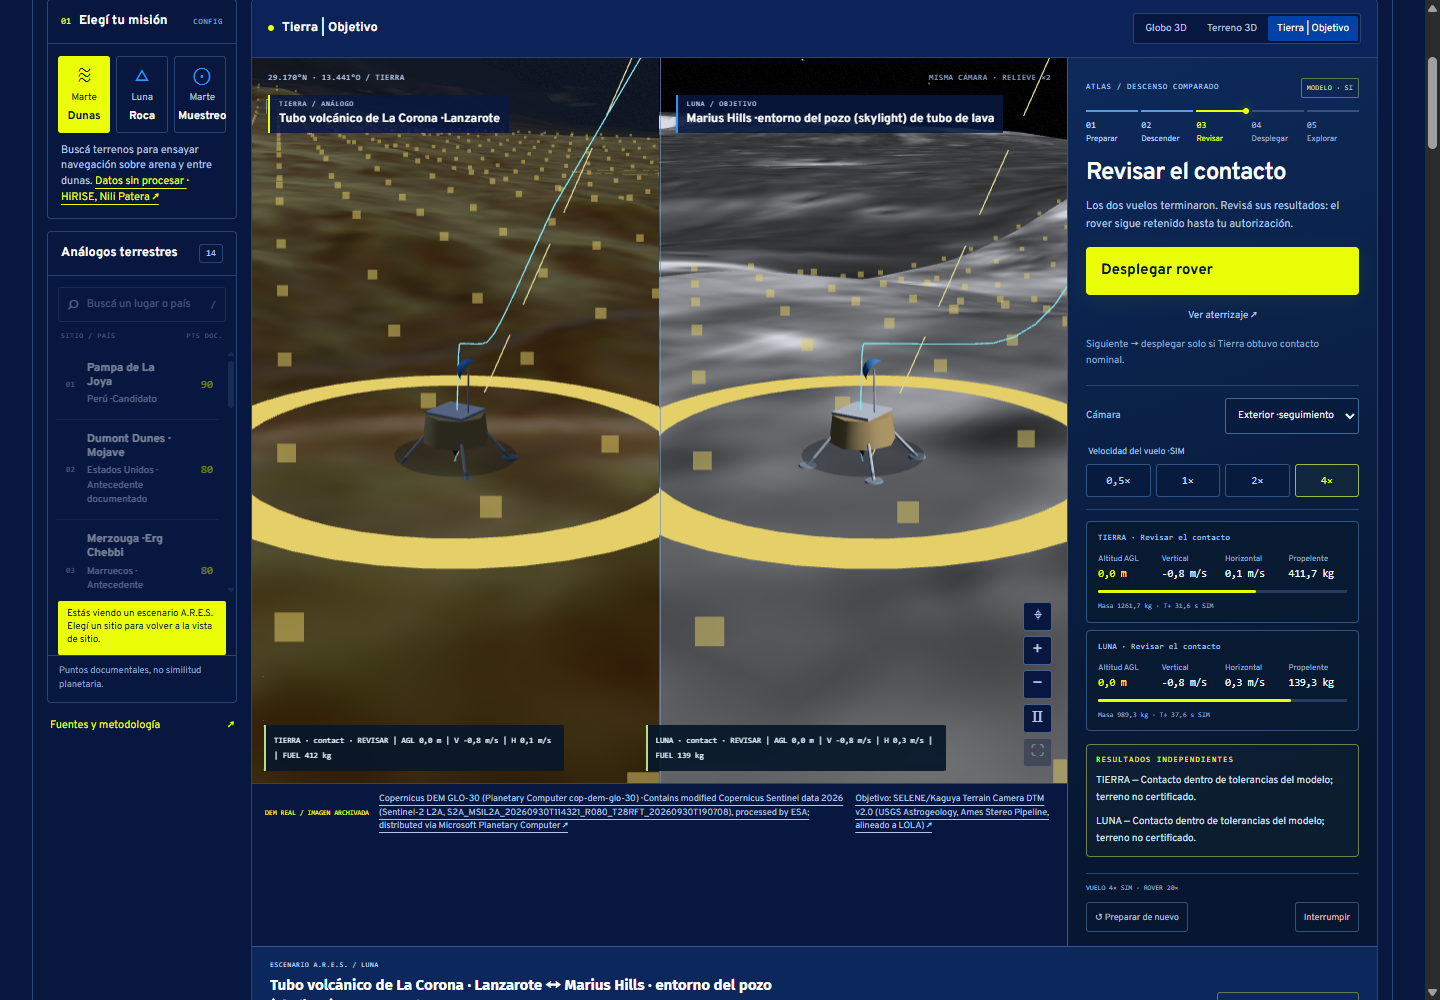 01 Elegí tu misión CONFIG
Marte
Dunas
Luna
Roca
Marte
Muestreo
Buscá terrenos para ensayar
navegación sobre arena y entre
dunas. Datos sin procesar ·
HiRISE, Nili Patera ↗
Análogos terrestres 14
Buscá un lugar o país /
SITIO / PAÍS PTS DOC.
01 Pampa de La
Joya
Perú · Candidato
90
02 Dumont Dunes ·
Mojave
Estados Unidos ·
Antecedente
documentado
80
03 Merzouga · Erg
Chebbi
Marruecos ·
Antecedente
80
Estás viendo un escenario A.R.E.S.
Elegí un sitio para volver a la vista
de sitio.
Puntos documentales, no similitud
planetaria.
Fuentes y metodología ↗
Tierra | Objetivo
Globo 3D Terreno 3D Tierra | Objetivo
29.170°N · 13.441°O / TIERRA
MISMA CÁMARA · RELIEVE ×2
TIERRA / ANÁLOGO
Tubo volcánico de La Corona · Lanzarote
LUNA / OBJETIVO
Marius Hills · entorno del pozo (skylight) de tubo de lava
TIERRA · contact · REVISAR | AGL 0,0 m | V -0,8 m/s | H 0,1 m/s
| FUEL 412 kg
LUNA · contact · REVISAR | AGL 0,0 m | V -0,8 m/s | H 0,3 m/s |
FUEL 139 kg
DEM REAL / IMAGEN ARCHIVADA
Copernicus DEM GLO-30 (Planetary Computer cop-dem-glo-30) · Contains modified Copernicus Sentinel data 2026
(Sentinel-2 L2A, S2A_MSIL2A_20260930T114321_R080_T28RFT_20260930T190708), processed by ESA;
distributed via Microsoft Planetary Computer ↗
Objetivo: SELENE/Kaguya Terrain Camera DTM
v2.0 (USGS Astrogeology, Ames Stereo Pipeline,
alineado a LOLA) ↗
ATLAS / DESCENSO COMPARADO
MODELO · SI
01 02 03 04 05
Preparar Descender Revisar Desplegar Explorar
Revisar el contacto
Los dos vuelos terminaron. Revisá sus resultados: el
rover sigue retenido hasta tu autorización.
Desplegar rover
Ver aterrizaje ↗
Siguiente → desplegar solo si Tierra obtuvo contacto
nominal.
Cámara Exterior · seguimiento
Velocidad del vuelo · SIM
0,5× 1× 2× 4×
TIERRA · Revisar el contacto
Altitud AGL Vertical Horizontal Propelente
0,0 m -0,8 m/s 0,1 m/s 411,7 kg
Masa 1261,7 kg · T+ 31,6 s SIM
LUNA · Revisar el contacto
Altitud AGL Vertical Horizontal Propelente
0,0 m -0,8 m/s 0,3 m/s 139,3 kg
Masa 989,3 kg · T+ 37,6 s SIM
RESULTADOS INDEPENDIENTES
TIERRA — Contacto dentro de tolerancias del modelo;
terreno no certificado.
LUNA — Contacto dentro de tolerancias del modelo;
terreno no certificado.
VUELO 4× SIM · ROVER 20×
↺ Preparar de nuevo Interrumpir
ESCENARIO A.R.E.S. / LUNA
Tubo volcánico de La Corona · Lanzarote ↔ Marius Hills · entorno del pozo